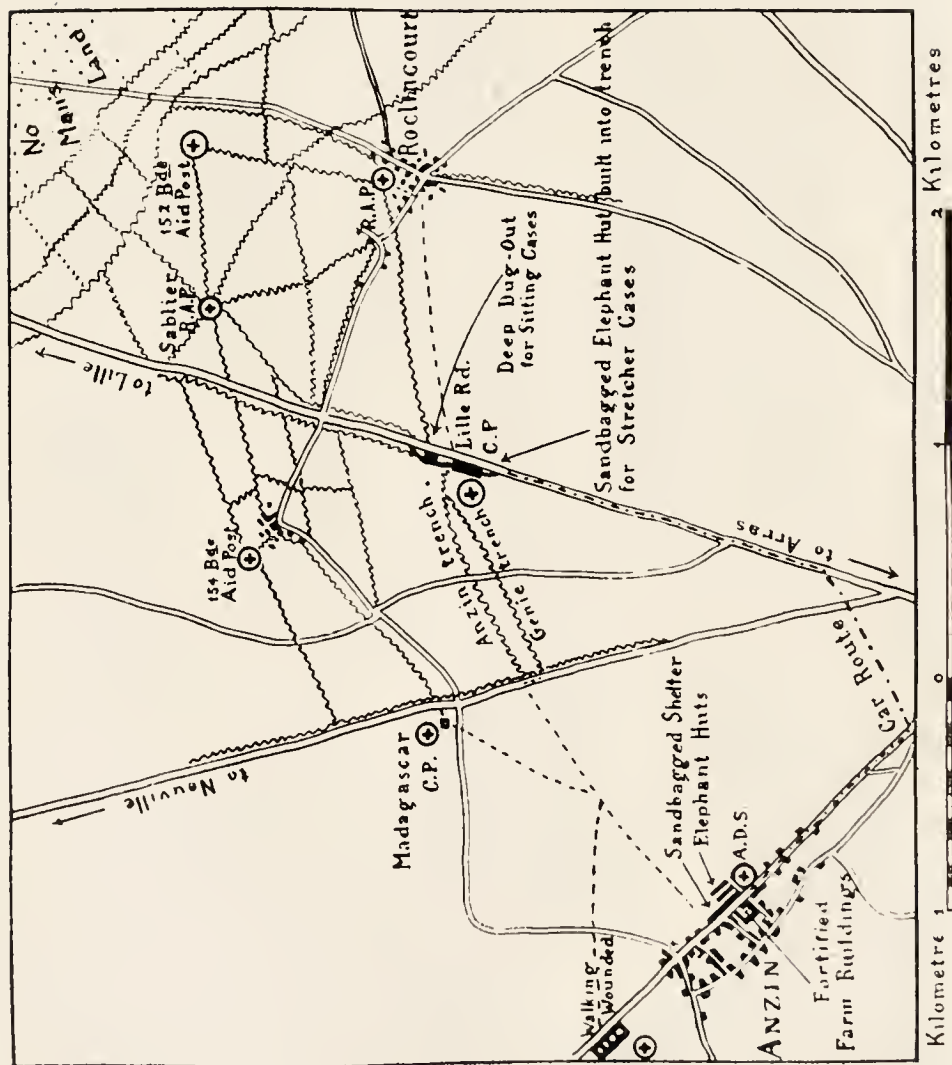 No
Man's
Land
152 Bde
Aid Post
Sablier
R.A.P.
to Lille
R.A.P.
Roclincourt
154 Bde
Aid Post
Deep Dug-Out
for Sitting Cases
Lille Rd.
C.P.
Sandbagged Elephant Hut built into trench
for Stretcher Cases
Anzin trench
Genie trench
to Arras
to Neuville
Madagascar
C.P.
Car Route
Sandbagged Shelter
Elephant Huts
A.D.S.
Walking
Wounded
ANZIN
Fortified
Farm Buildings
Kilometre 1 0 1 2 Kilometres